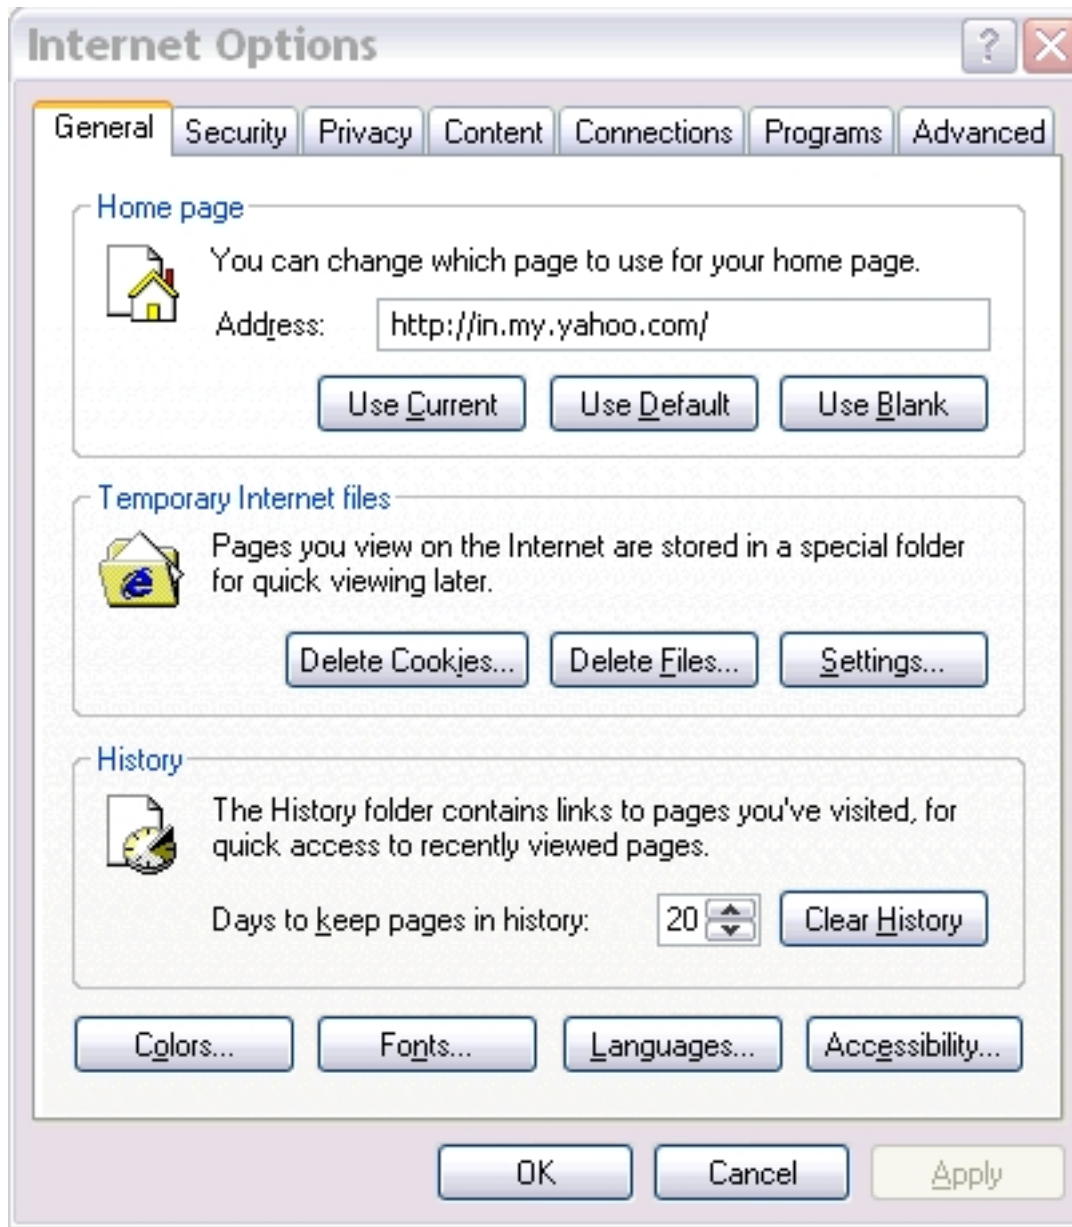 Internet Options
General Security Privacy Content Connections Programs Advanced
Home page
You can change which page to use for your home page.
Address: http://in.my.yahoo.com/
Use Current Use Default Use Blank
Temporary Internet files
Pages you view on the Internet are stored in a special folder
for quick viewing later.
Delete Cookies... Delete Files... Settings...
History
The History folder contains links to pages you've visited, for
quick access to recently viewed pages.
Days to keep pages in history: 20 Clear History
Colors... Fonts... Languages... Accessibility...
OK Cancel Apply